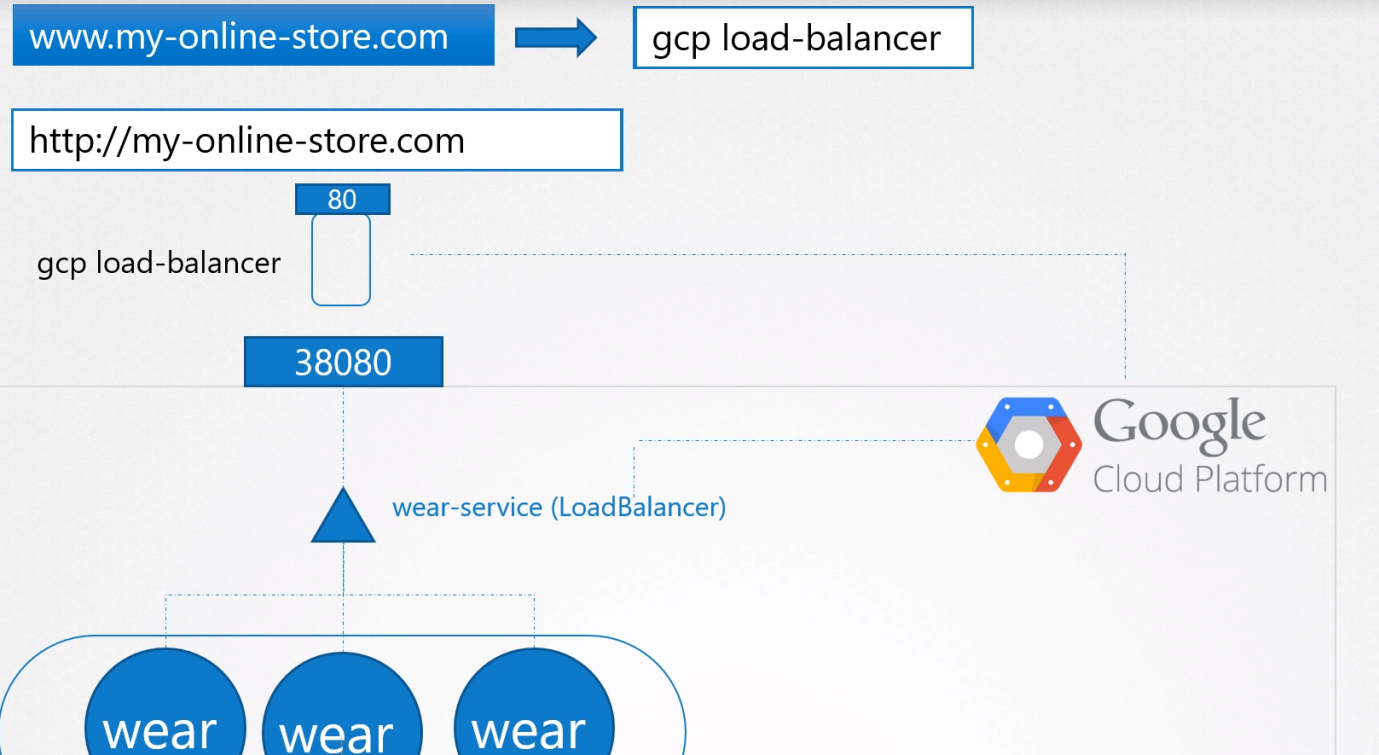 www.my-online-store.com
gcp load-balancer
http://my-online-store.com
80
gcp load-balancer
38080
Google
Cloud Platform
wear-service (LoadBalancer)
wear
wear
wear